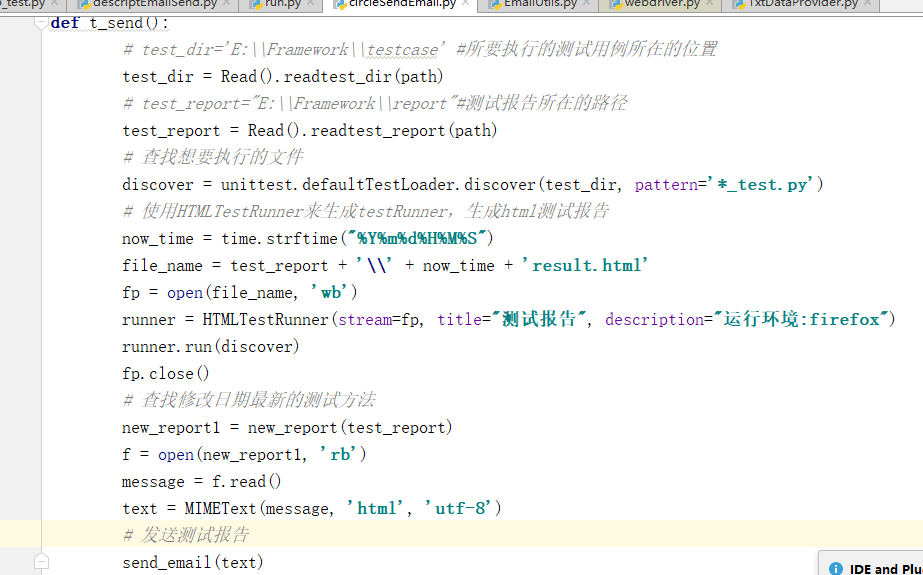 _test.py descriptEmailSend.py run.py circleSendEmail.py EmailUtils.py webdriver.py TxtDataProvider.py
def t_send():
# test_dir='E:\\Framework\\testcase' #所要执行的测试用例所在的位置
test_dir = Read().readtest_dir(path)
# test_report="E:\\Framework\\report"#测试报告所在的路径
test_report = Read().readtest_report(path)
# 查找想要执行的文件
discover = unittest.defaultTestLoader.discover(test_dir, pattern='*_test.py')
# 使用HTMLTestRunner来生成testRunner，生成html测试报告
now_time = time.strftime("%Y%m%d%H%M%S")
file_name = test_report + '\\' + now_time + 'result.html'
fp = open(file_name, 'wb')
runner = HTMLTestRunner(stream=fp, title="测试报告", description="运行环境:firefox")
runner.run(discover)
fp.close()
# 查找修改日期最新的测试方法
new_report1 = new_report(test_report)
f = open(new_report1, 'rb')
message = f.read()
text = MIMEText(message, 'html', 'utf-8')
# 发送测试报告
send_email(text)
IDE and Plu